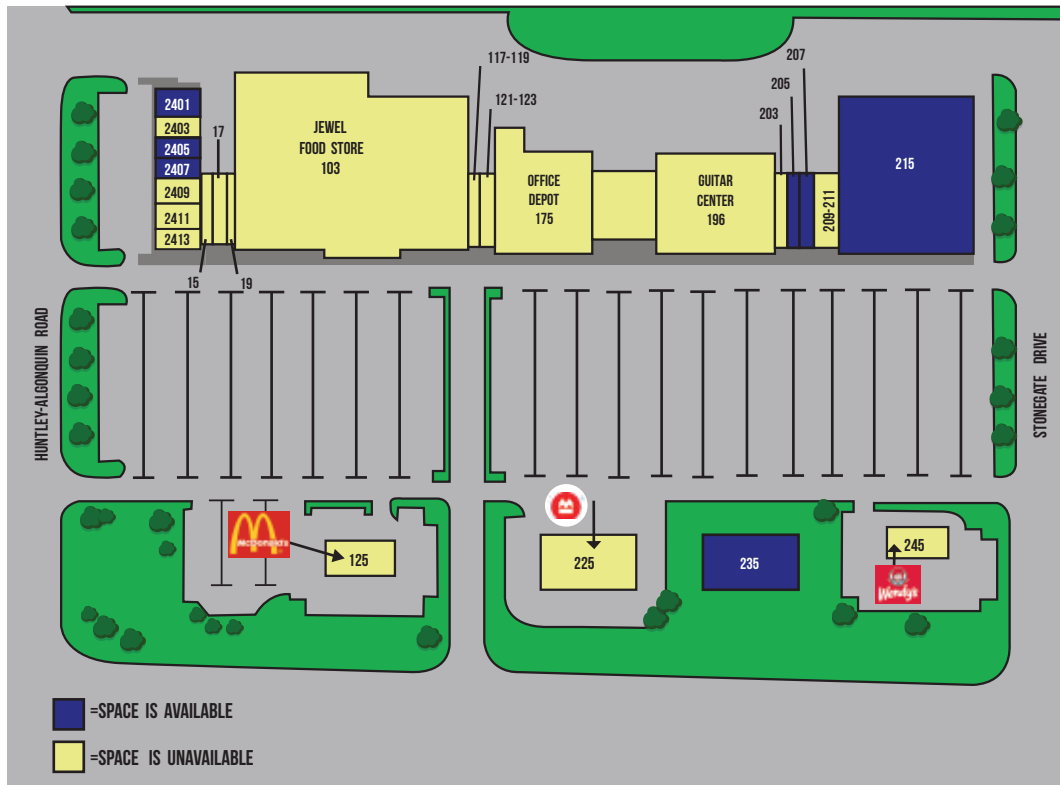 207
117-119
205
121-123
203
2401
2403
2405
2407
2409
2411
2413
17
15
19
JEWEL
FOOD STORE
103
OFFICE
DEPOT
175
GUITAR
CENTER
196
209-211
215
HUNTLEY-ALGONQUIN ROAD
STONEGATE DRIVE
McDonald's
125
B
225
235
245
Wendy's
=SPACE IS AVAILABLE
=SPACE IS UNAVAILABLE